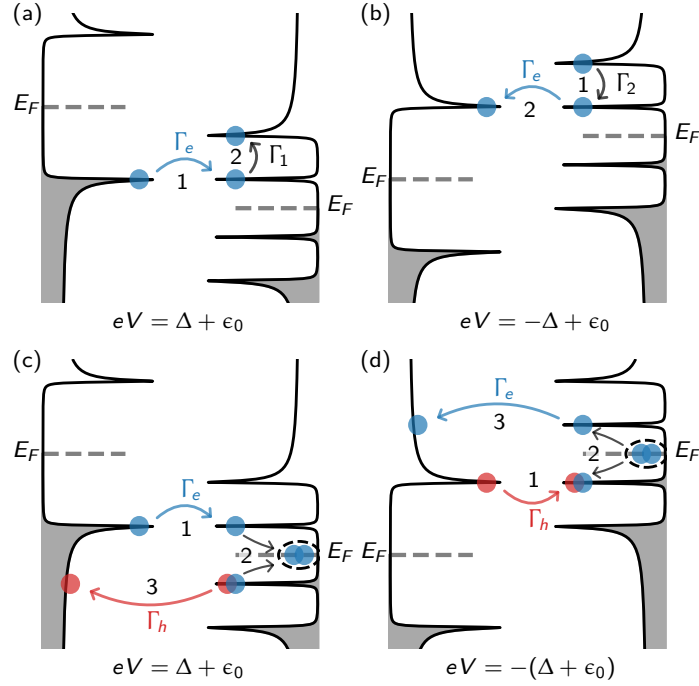 (a)
E_F
Γ_e
1
2
Γ_1
E_F
eV = Δ + ϵ_0
(b)
1
Γ_2
Γ_e
2
E_F
E_F
eV = −Δ + ϵ_0
(c)
E_F
Γ_e
1
2
E_F
3
Γ_h
eV = Δ + ϵ_0
(d)
Γ_e
3
2
E_F
1
Γ_h
E_F
eV = −(Δ + ϵ_0)